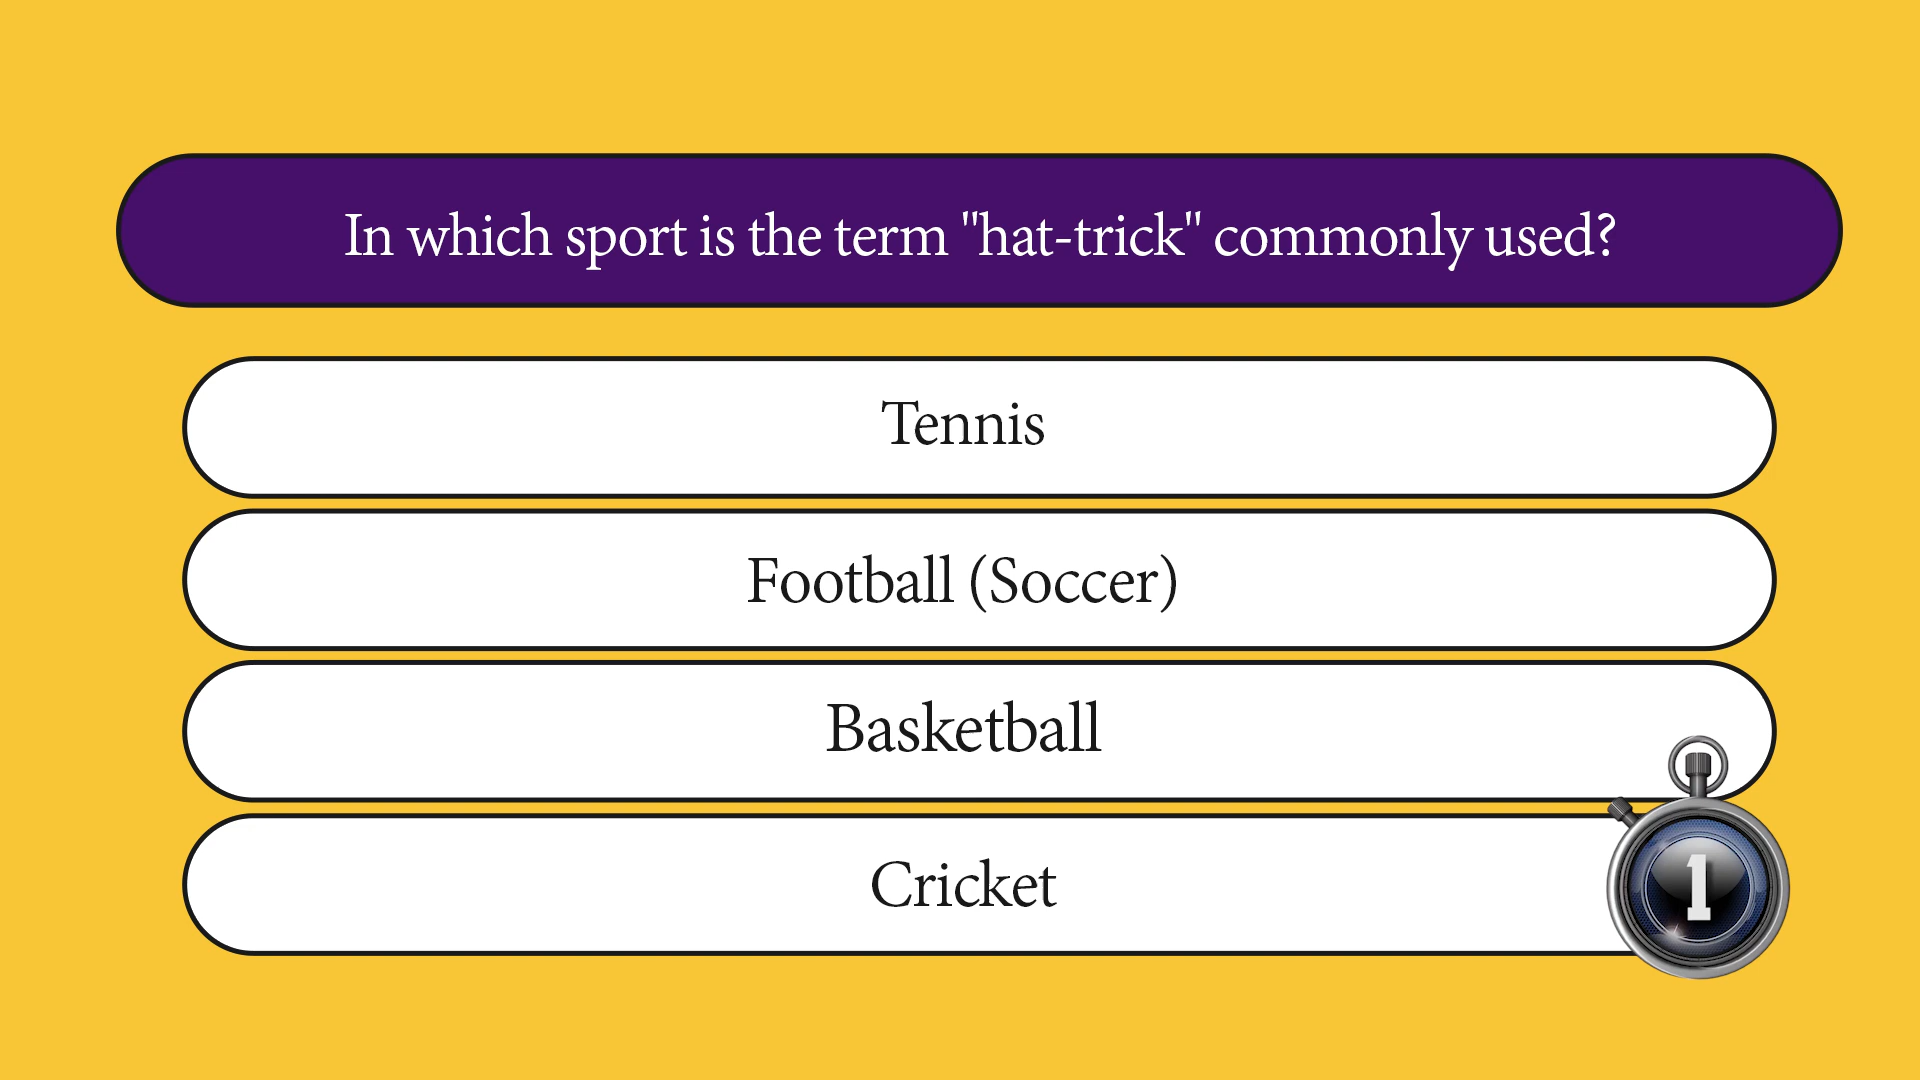 In which sport is the term "hat-trick" commonly used?
Tennis
Football (Soccer)
Basketball
Cricket
1